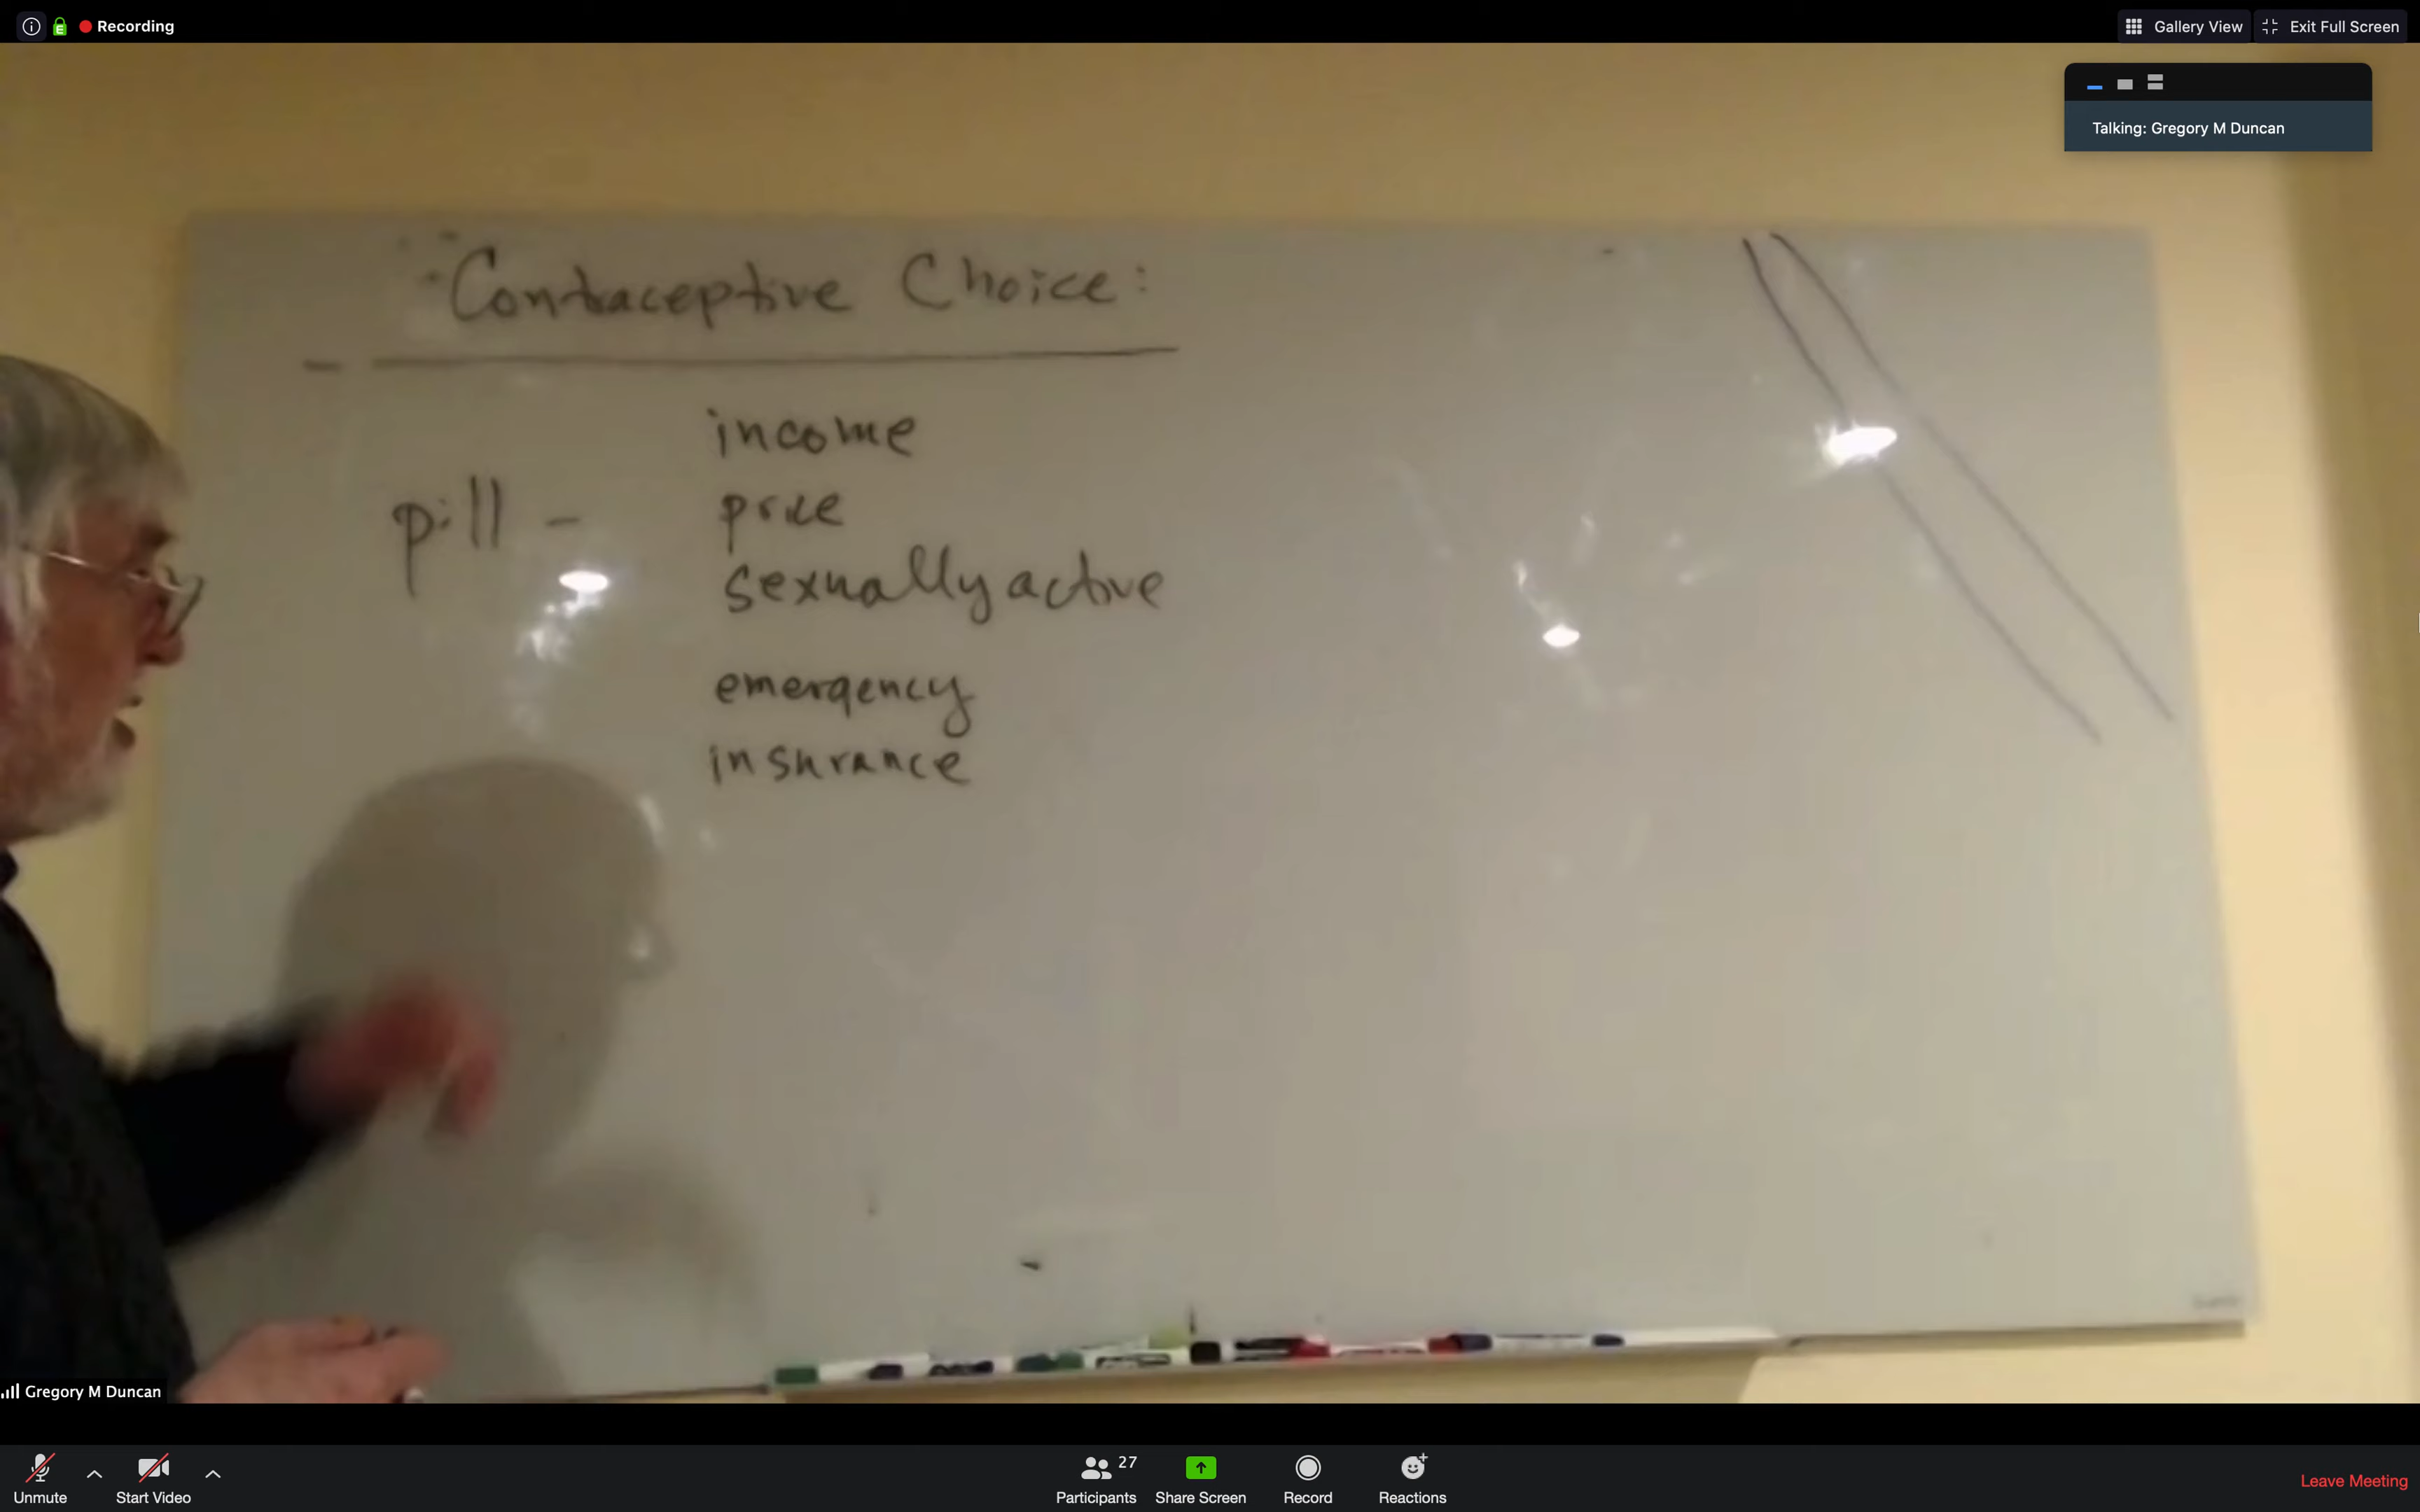 Recording
Gallery View
Exit Full Screen
Talking: Gregory M Duncan
Contraceptive Choice:
income
pill - price
sexually active
emergency
insurance
Gregory M Duncan
Unmute
Start Video
27
Participants
Share Screen
Record
Reactions
Leave Meeting